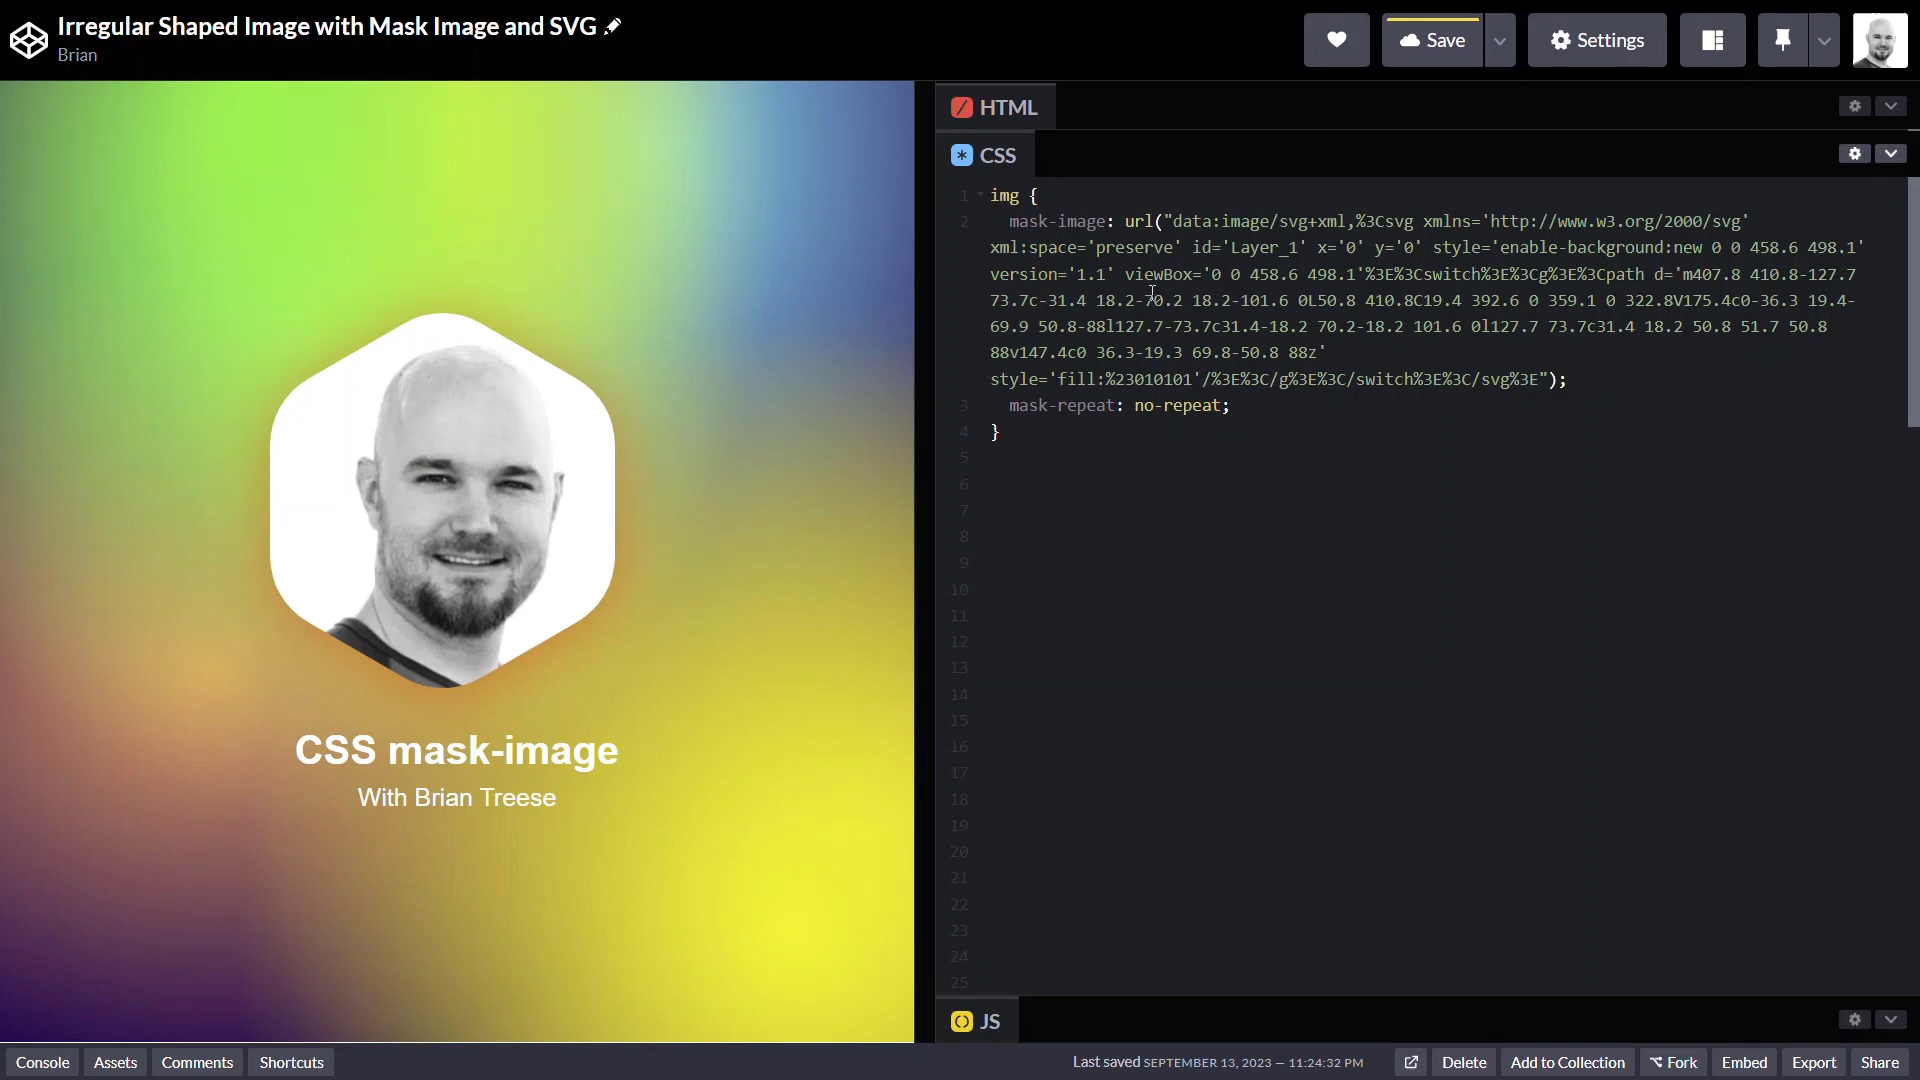 Irregular Shaped Image with Mask Image and SVG
Brian
Save
Settings
HTML
CSS
1 img {
2 mask-image: url("data:image/svg+xml,%3Csvg xmlns='http://www.w3.org/2000/svg'
xml:space='preserve' id='Layer_1' x='0' y='0' style='enable-background:new 0 0 458.6 498.1'
version='1.1' viewBox='0 0 458.6 498.1'%3E%3Cswitch%3E%3Cg%3E%3Cpath d='m407.8 410.8-127.7
73.7c-31.4 18.2-70.2 18.2-101.6 0L50.8 410.8C19.4 392.6 0 359.1 0 322.8V175.4c0-36.3 19.4-
69.9 50.8-88l127.7-73.7c31.4-18.2 70.2-18.2 101.6 0l127.7 73.7c31.4 18.2 50.8 51.7 50.8
88v147.4c0 36.3-19.3 69.8-50.8 88z'
style='fill:%23010101'/%3E%3C/g%3E%3C/switch%3E%3C/svg%3E");
3 mask-repeat: no-repeat;
4 }
5
6
7
8
9
10
11
12
13
14
15
16
17
18
19
20
21
22
23
24
25
CSS mask-image
With Brian Treese
JS
Console Assets Comments Shortcuts Last saved SEPTEMBER 13, 2023 — 11:24:32 PM Delete Add to Collection Fork Embed Export Share